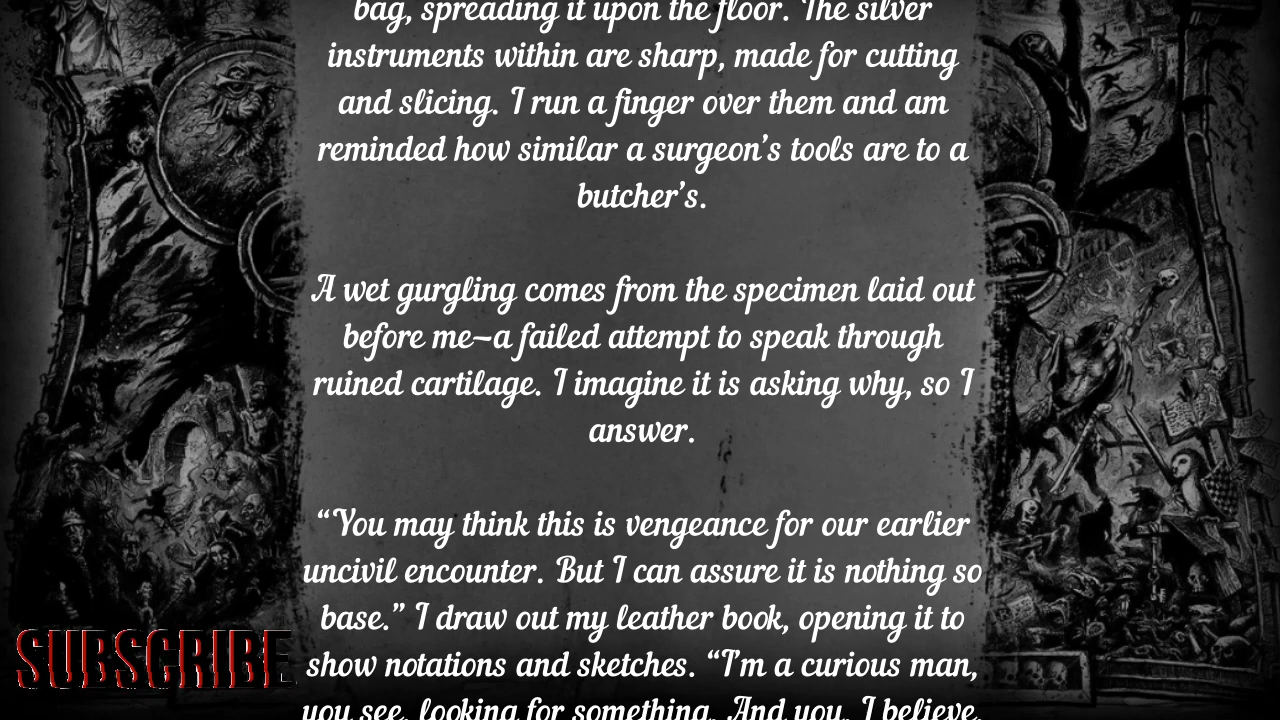 bag, spreading it upon the floor. The silver
instruments within are sharp, made for cutting
and slicing. I run a finger over them and am
reminded how similar a surgeon’s tools are to a
butcher’s.
A wet gurgling comes from the specimen laid out
before me–a failed attempt to speak through
ruined cartilage. I imagine it is asking why, so I
answer.
“You may think this is vengeance for our earlier
uncivil encounter. But I can assure it is nothing so
base.” I draw out my leather book, opening it to
show notations and sketches. “I’m a curious man,
you see, looking for something. And you, I believe,
SUBSCRIBE